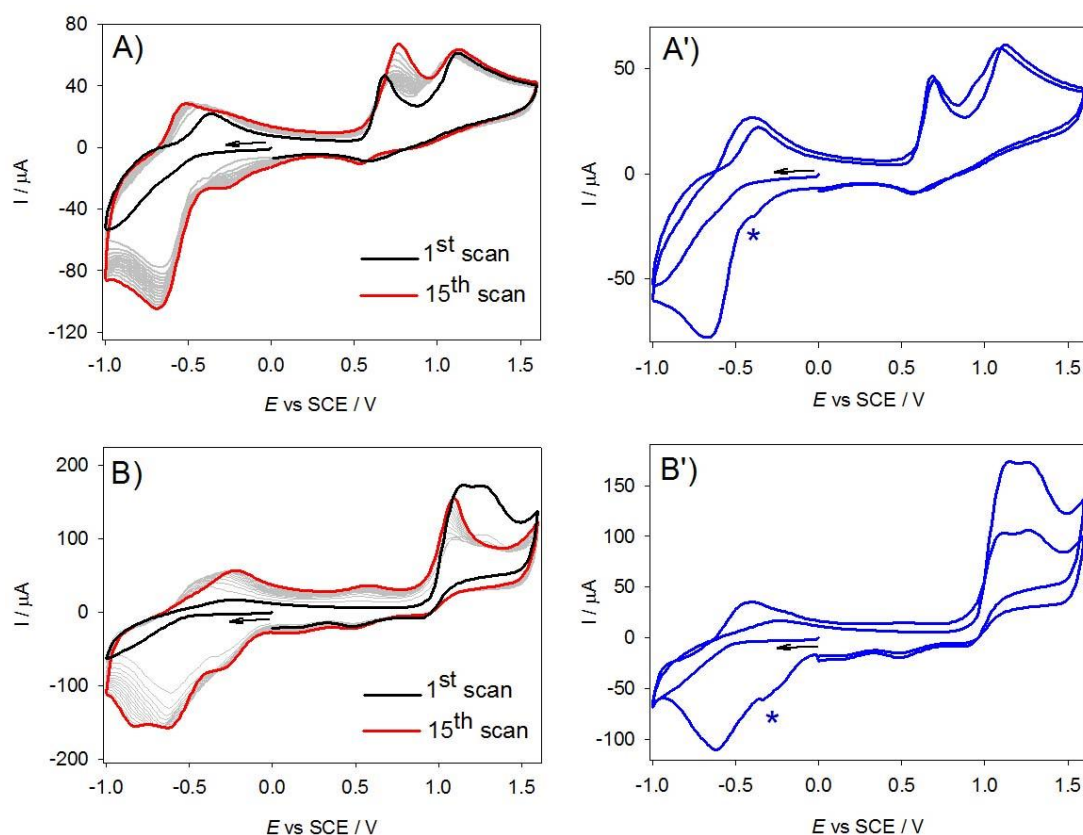 A)
80
40
0
-40
-80
-120
I / μA
1st scan
15th scan
-1.0 -0.5 0.0 0.5 1.0 1.5
E vs SCE / V
A')
50
0
-50
I / μA
*
-1.0 -0.5 0.0 0.5 1.0 1.5
E vs SCE / V
B)
200
100
0
-100
-200
I / μA
1st scan
15th scan
-1.0 -0.5 0.0 0.5 1.0 1.5
E vs SCE / V
B')
150
100
50
0
-50
-100
I / μA
*
-1.0 -0.5 0.0 0.5 1.0 1.5
E vs SCE / V